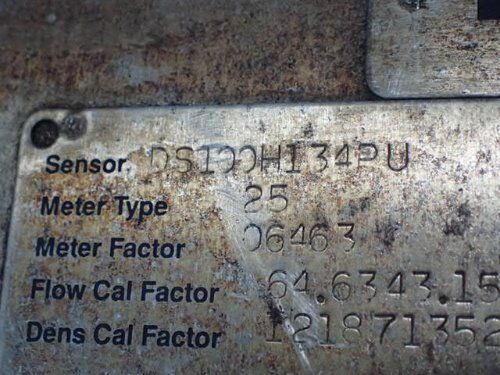 Sensor DS100H134PU
Meter Type 25
Meter Factor 06463
Flow Cal Factor 64.6343.15
Dens Cal Factor 121871352